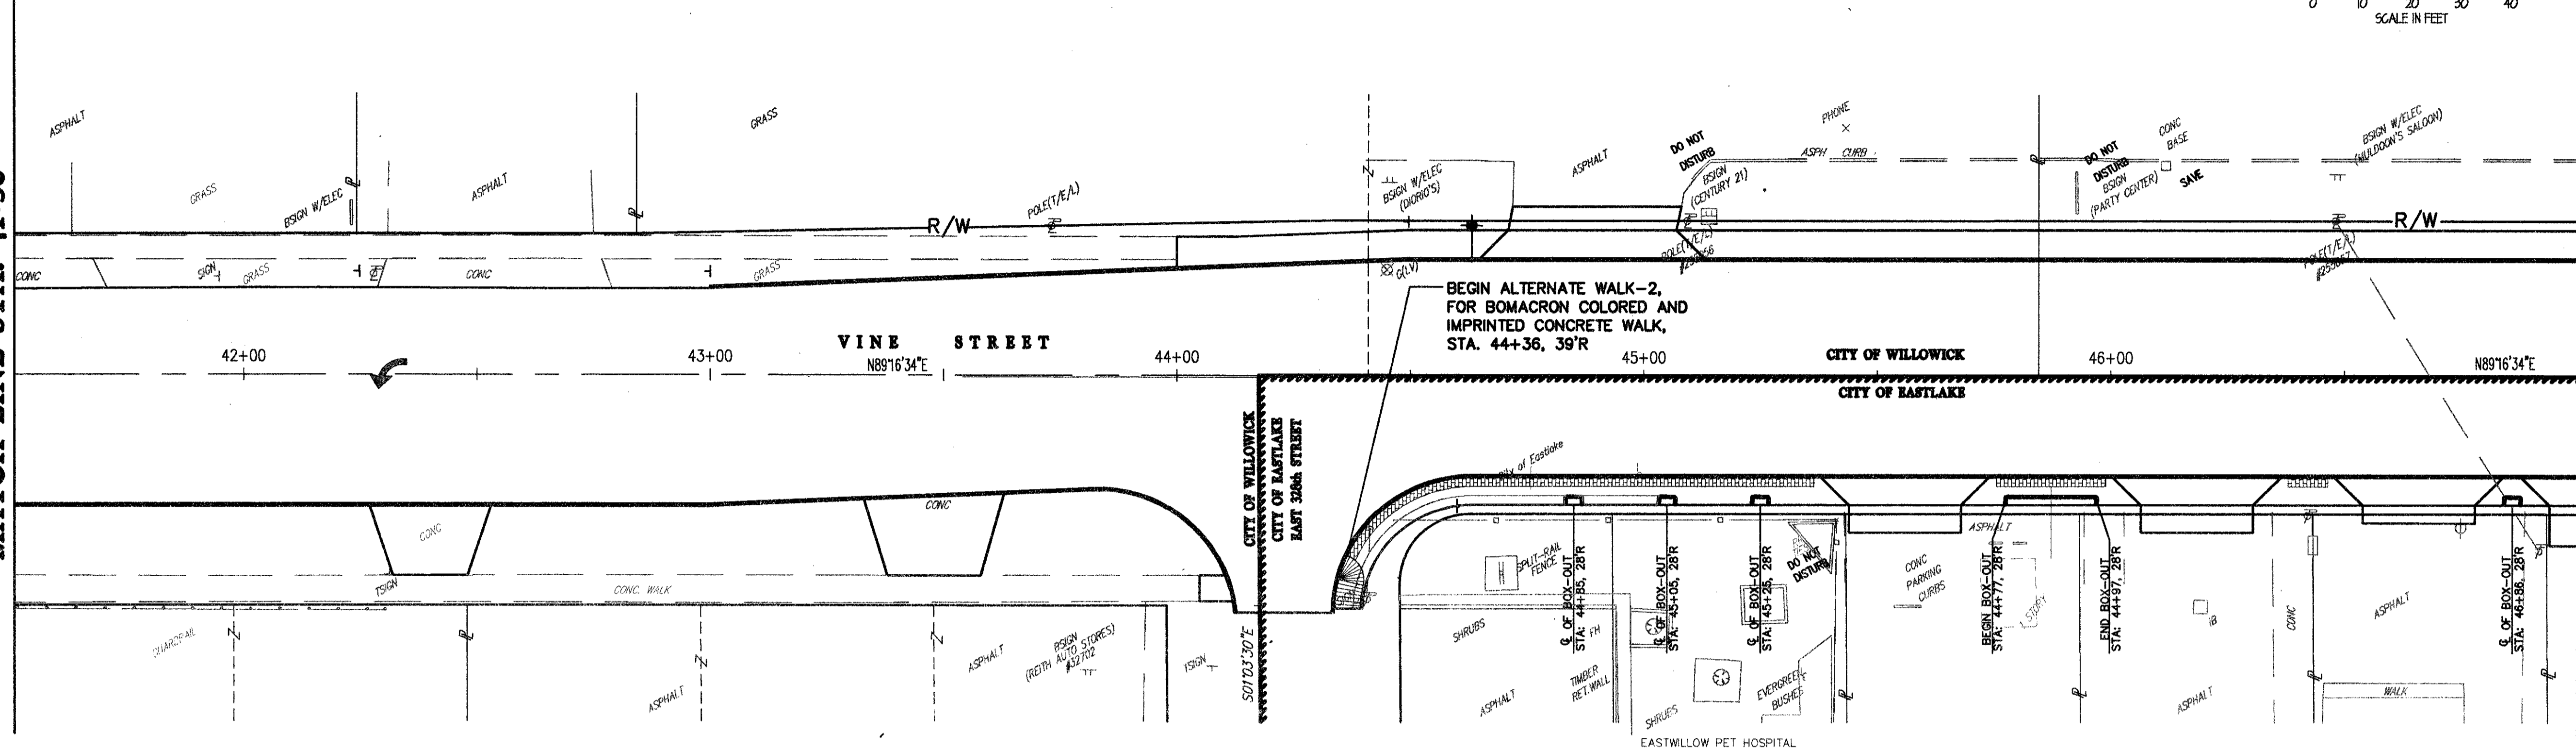 0 10 20 30 40
SCALE IN FEET
ASPHALT
GRASS
BSIGN W/ELEC
ASPHALT
GRASS
POLE(T/E/L)
R/W
BSIGN W/ELEC
(DIORIO'S)
ASPHALT
DO NOT
DISTURB
BSIGN
(CENTURY 21)
PHONE
ASPH CURB
DO NOT
DISTURB
BSIGN
(PARTY CENTER)
CONC
BASE
SAVE
BSIGN W/ELEC
(MULDOON'S SALOON)
R/W
CONC
SIGN
GRASS
CONC
GRASS
G(LV)
POLE(T/E/L)
POLE(T/E/L)
BEGIN ALTERNATE WALK-2,
FOR BOMACRON COLORED AND
IMPRINTED CONCRETE WALK,
STA. 44+36, 39'R
VINE STREET
42+00
43+00
44+00
45+00
46+00
N89°16'34"E
CITY OF WILLOWICK
CITY OF EASTLAKE
N89°16'34"E
CITY OF WILLOWICK
CITY OF EASTLAKE
EAST 328th STREET
City of Eastlake
CONC
CONC
TSIGN
CONC. WALK
GUARDRAIL
ASPHALT
ASPHALT
BSIGN
(REITH AUTO STORES)
#32702
TSIGN
S01°03'30"E
SPLIT-RAIL
FENCE
SHRUBS
FH
TIMBER
RET.WALL
ASPHALT
SHRUBS
EVERGREEN
BUSHES
DO NOT
DISTURB
℄ OF BOX-OUT
STA: 44+85, 28'R
℄ OF BOX-OUT
STA: 45+05, 28'R
℄ OF BOX-OUT
STA: 45+25, 28'R
CONC
PARKING
CURBS
ASPHALT
BEGIN BOX-OUT
STA: 44+77, 28'R
1 STORY
END BOX-OUT
STA: 44+97, 28'R
IB
CONC
ASPHALT
ASPHALT
WALK
℄ OF BOX-OUT
STA: 46+86, 28'R
EASTWILLOW PET HOSPITAL